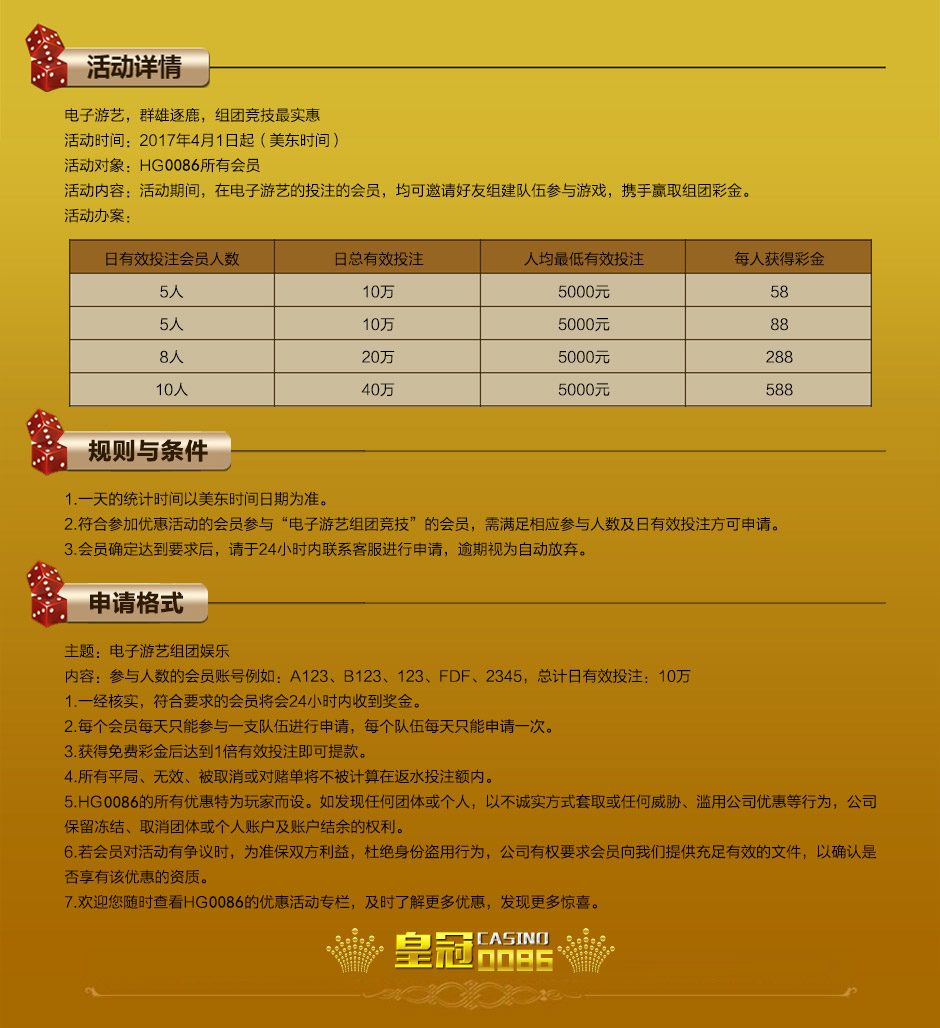 活动详情
电子游艺，群雄逐鹿，组团竞技最实惠
活动时间：2017年4月1日起（美东时间）
活动对象：HG0086所有会员
活动内容：活动期间，在电子游艺的投注的会员，均可邀请好友组建队伍参与游戏，携手赢取组团彩金。
活动办案：
日有效投注会员人数 日总有效投注 人均最低有效投注 每人获得彩金
5人 10万 5000元 58
5人 10万 5000元 88
8人 20万 5000元 288
10人 40万 5000元 588
规则与条件
1.一天的统计时间以美东时间日期为准。
2.符合参加优惠活动的会员参与“电子游艺组团竞技”的会员，需满足相应参与人数及日有效投注方可申请。
3.会员确定达到要求后，请于24小时内联系客服进行申请，逾期视为自动放弃。
申请格式
主题：电子游艺组团娱乐
内容：参与人数的会员账号例如：A123、B123、123、FDF、2345，总计日有效投注：10万
1.一经核实，符合要求的会员将会24小时内收到奖金。
2.每个会员每天只能参与一支队伍进行申请，每个队伍每天只能申请一次。
3.获得免费彩金后达到1倍有效投注即可提款。
4.所有平局、无效、被取消或对赌单将不被计算在返水投注额内。
5.HG0086的所有优惠特为玩家而设。如发现任何团体或个人，以不诚实方式套取或任何威胁、滥用公司优惠等行为，公司
保留冻结、取消团体或个人账户及账户结余的权利。
6.若会员对活动有争议时，为准保双方利益，杜绝身份盗用行为，公司有权要求会员向我们提供充足有效的文件，以确认是
否享有该优惠的资质。
7.欢迎您随时查看HG0086的优惠活动专栏，及时了解更多优惠，发现更多惊喜。
皇冠 CASINO 0086